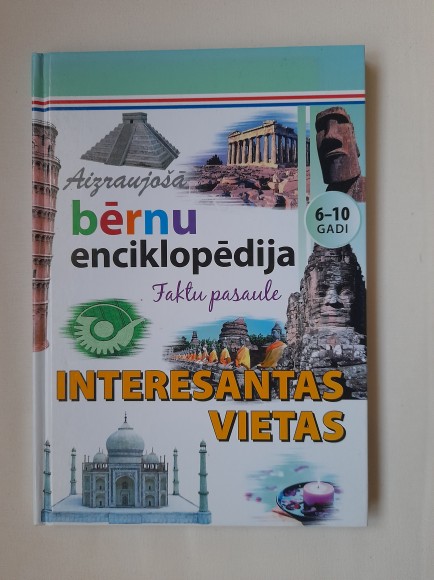 Aizraujošā
bērnu
enciklopēdija
Faktu pasaule
6–10
GADI
INTERESANTAS
VIETAS